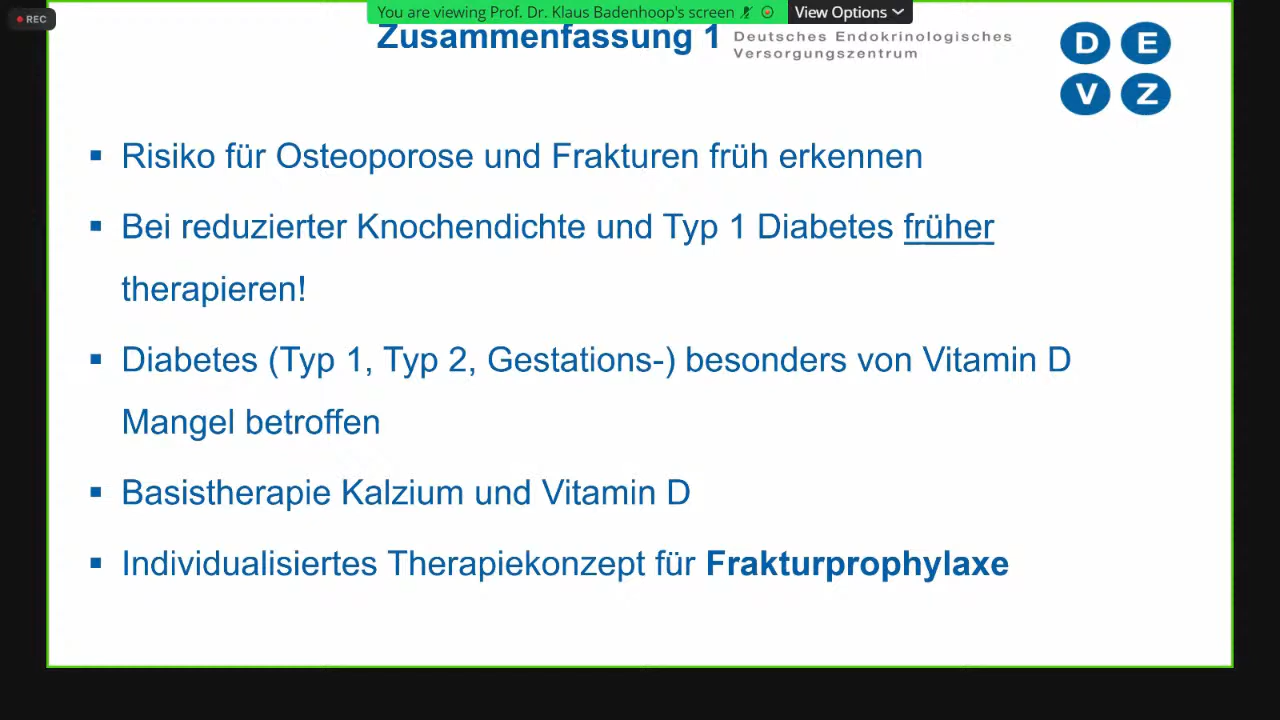 REC
You are viewing Prof. Dr. Klaus Badenhoop's screen
View Options
Zusammenfassung 1
Deutsches Endokrinologisches
Versorgungszentrum
D E
V Z
▪ Risiko für Osteoporose und Frakturen früh erkennen
▪ Bei reduzierter Knochendichte und Typ 1 Diabetes früher
therapieren!
▪ Diabetes (Typ 1, Typ 2, Gestations-) besonders von Vitamin D
Mangel betroffen
▪ Basistherapie Kalzium und Vitamin D
▪ Individualisiertes Therapiekonzept für Frakturprophylaxe